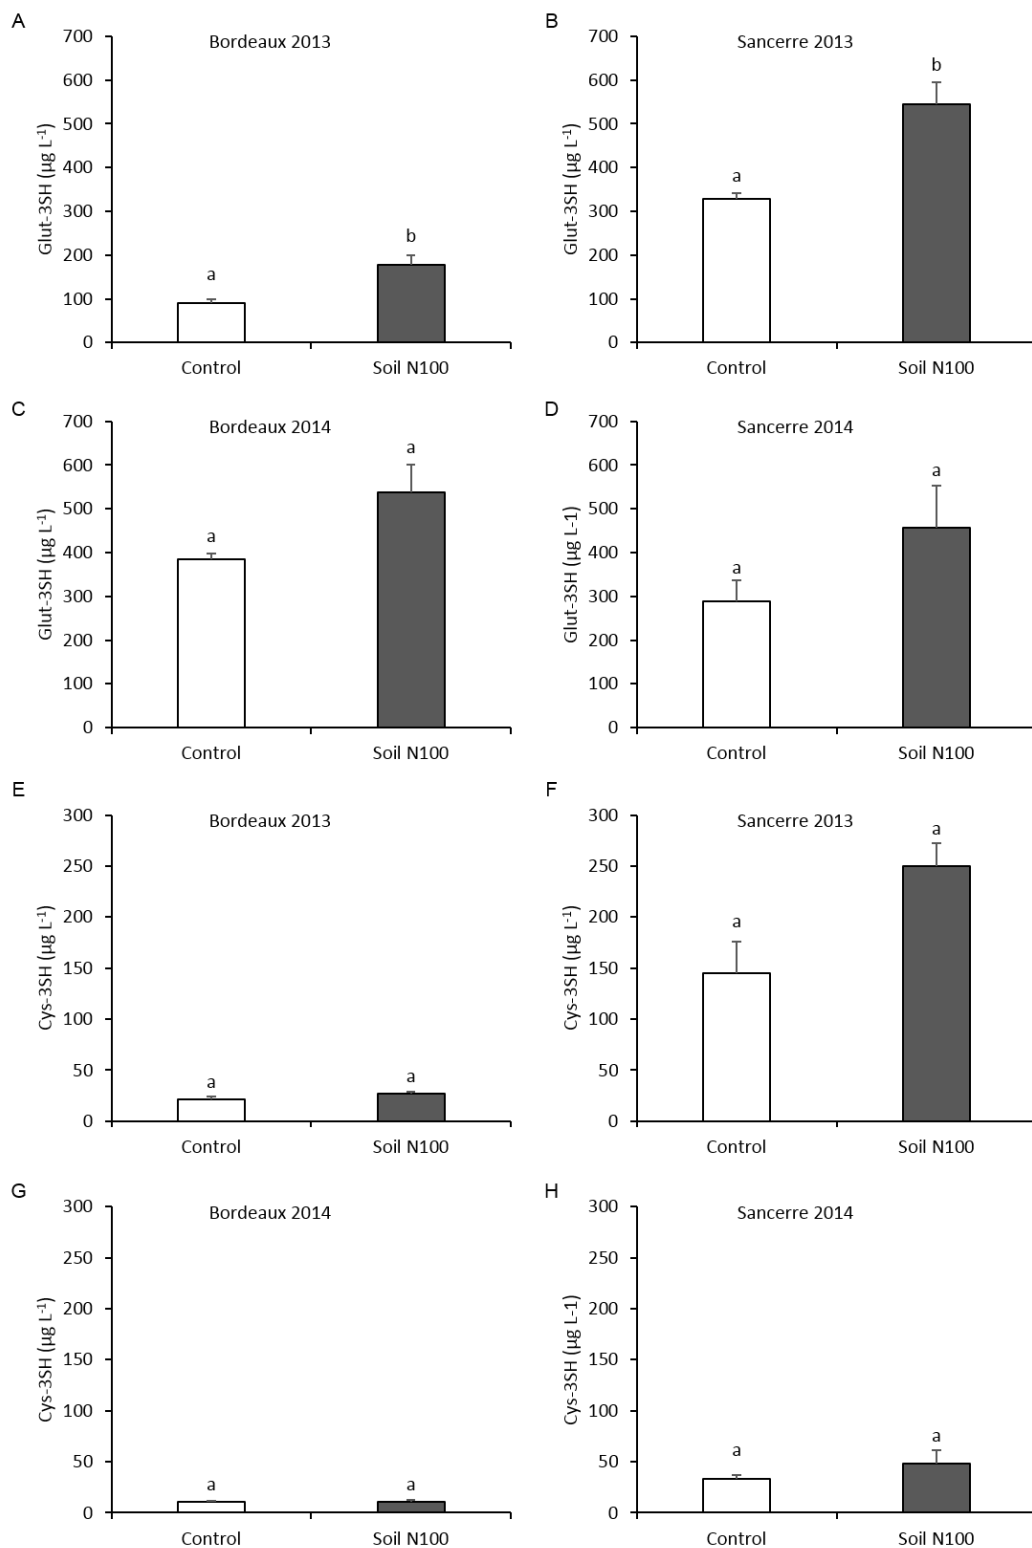 A
Bordeaux 2013
Glut-3SH (µg L-1)
700
600
500
400
300
200
100
0
a
b
Control
Soil N100
B
Sancerre 2013
Glut-3SH (µg L-1)
700
600
500
400
300
200
100
0
a
b
Control
Soil N100
C
Bordeaux 2014
Glut-3SH (µg L-1)
700
600
500
400
300
200
100
0
a
a
Control
Soil N100
D
Sancerre 2014
Glut-3SH (µg L-1)
700
600
500
400
300
200
100
0
a
a
Control
Soil N100
E
Bordeaux 2013
Cys-3SH (µg L-1)
300
250
200
150
100
50
0
a
a
Control
Soil N100
F
Sancerre 2013
Cys-3SH (µg L-1)
300
250
200
150
100
50
0
a
a
Control
Soil N100
G
Bordeaux 2014
Cys-3SH (µg L-1)
300
250
200
150
100
50
0
a
a
Control
Soil N100
H
Sancerre 2014
Cys-3SH (µg L-1)
300
250
200
150
100
50
0
a
a
Control
Soil N100